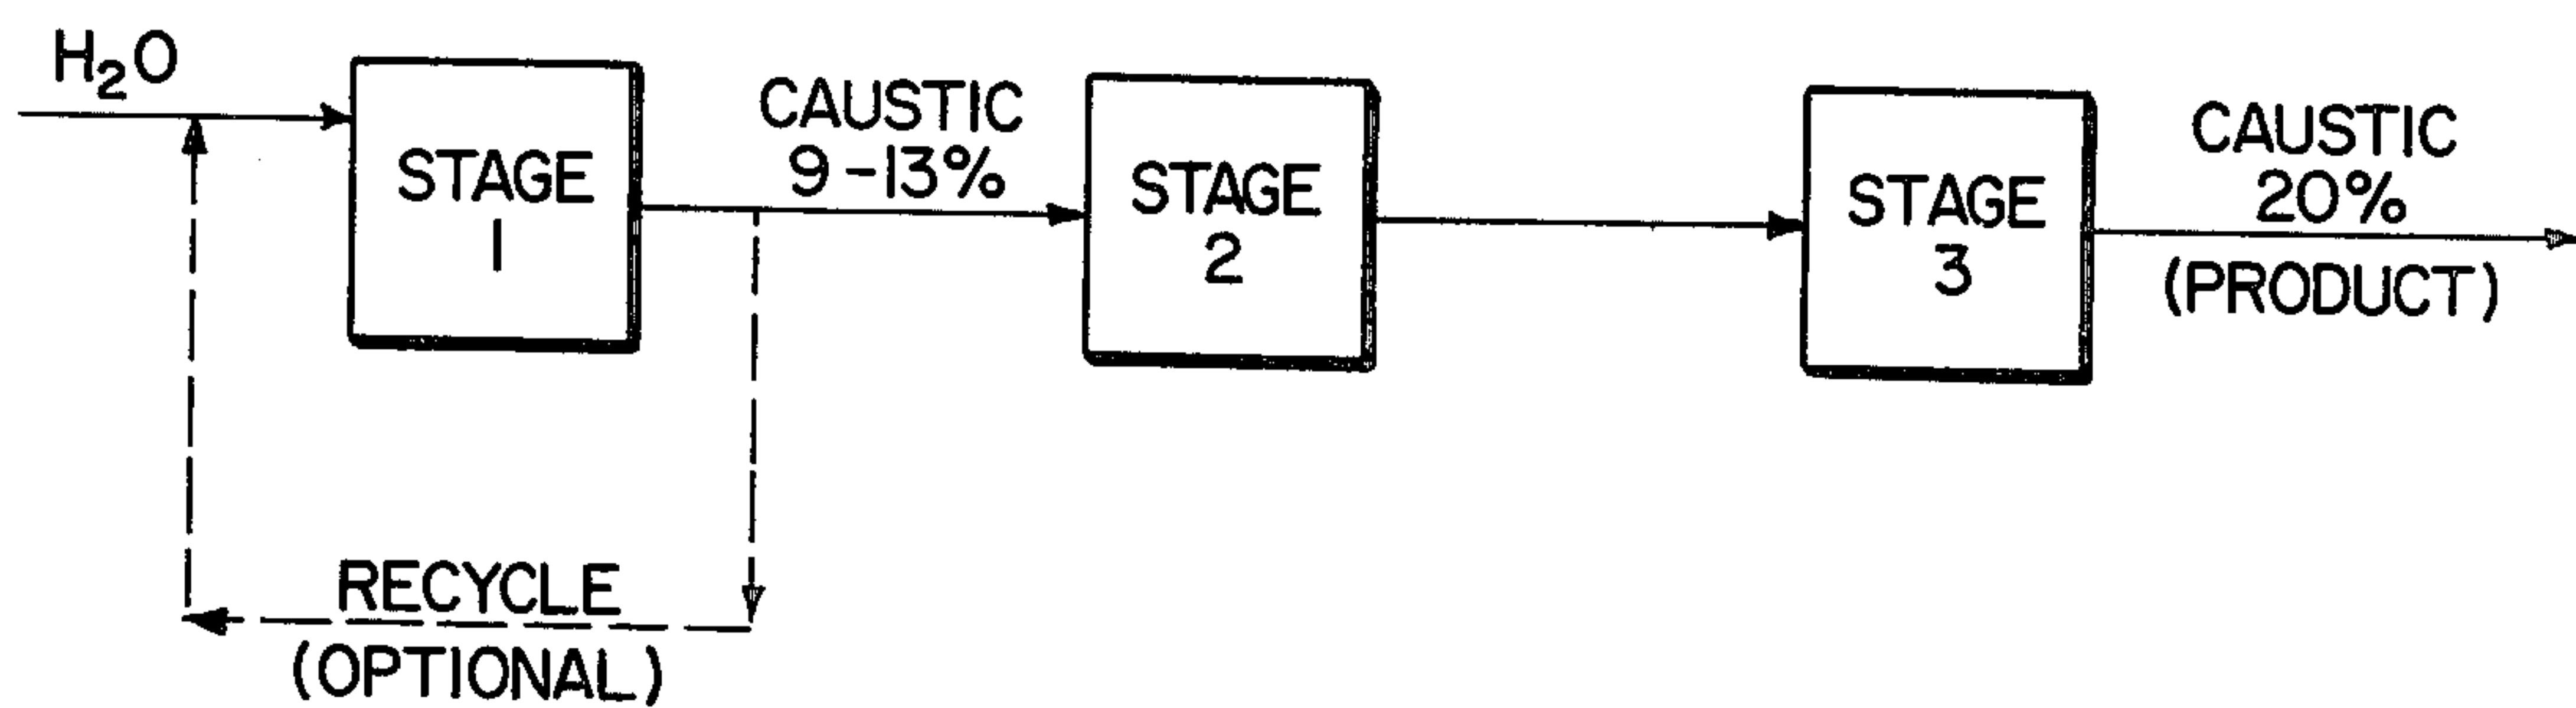 H₂O
STAGE
1
CAUSTIC
9-13%
STAGE
2
STAGE
3
CAUSTIC
20%
(PRODUCT)
RECYCLE
(OPTIONAL)